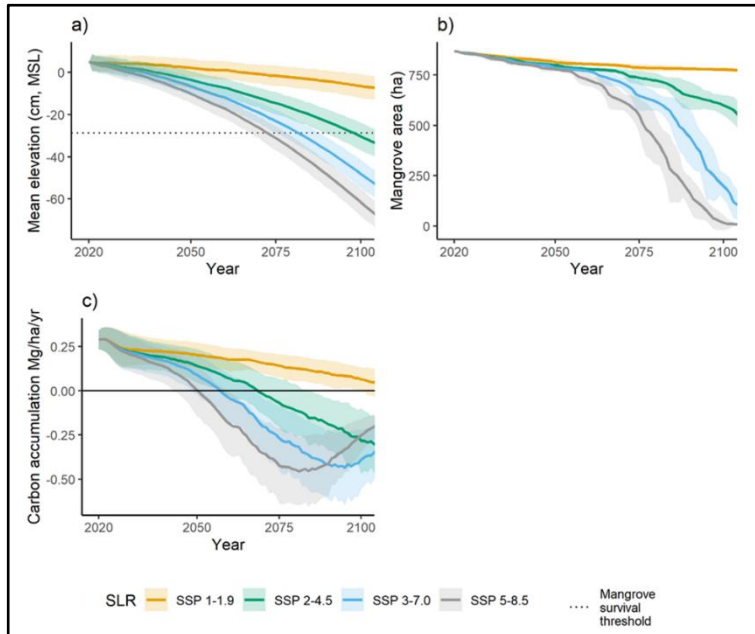 a)
Mean elevation (cm, MSL)
0
-20
-40
-60
2020
2050
2075
2100
Year
b)
Mangrove area (ha)
750
500
250
0
2020
2050
2075
2100
Year
c)
Carbon accumulation Mg/ha/yr
0.25
0.00
-0.25
-0.50
2020
2050
2075
2100
Year
SLR
SSP 1-1.9
SSP 2-4.5
SSP 3-7.0
SSP 5-8.5
Mangrove
survival
threshold